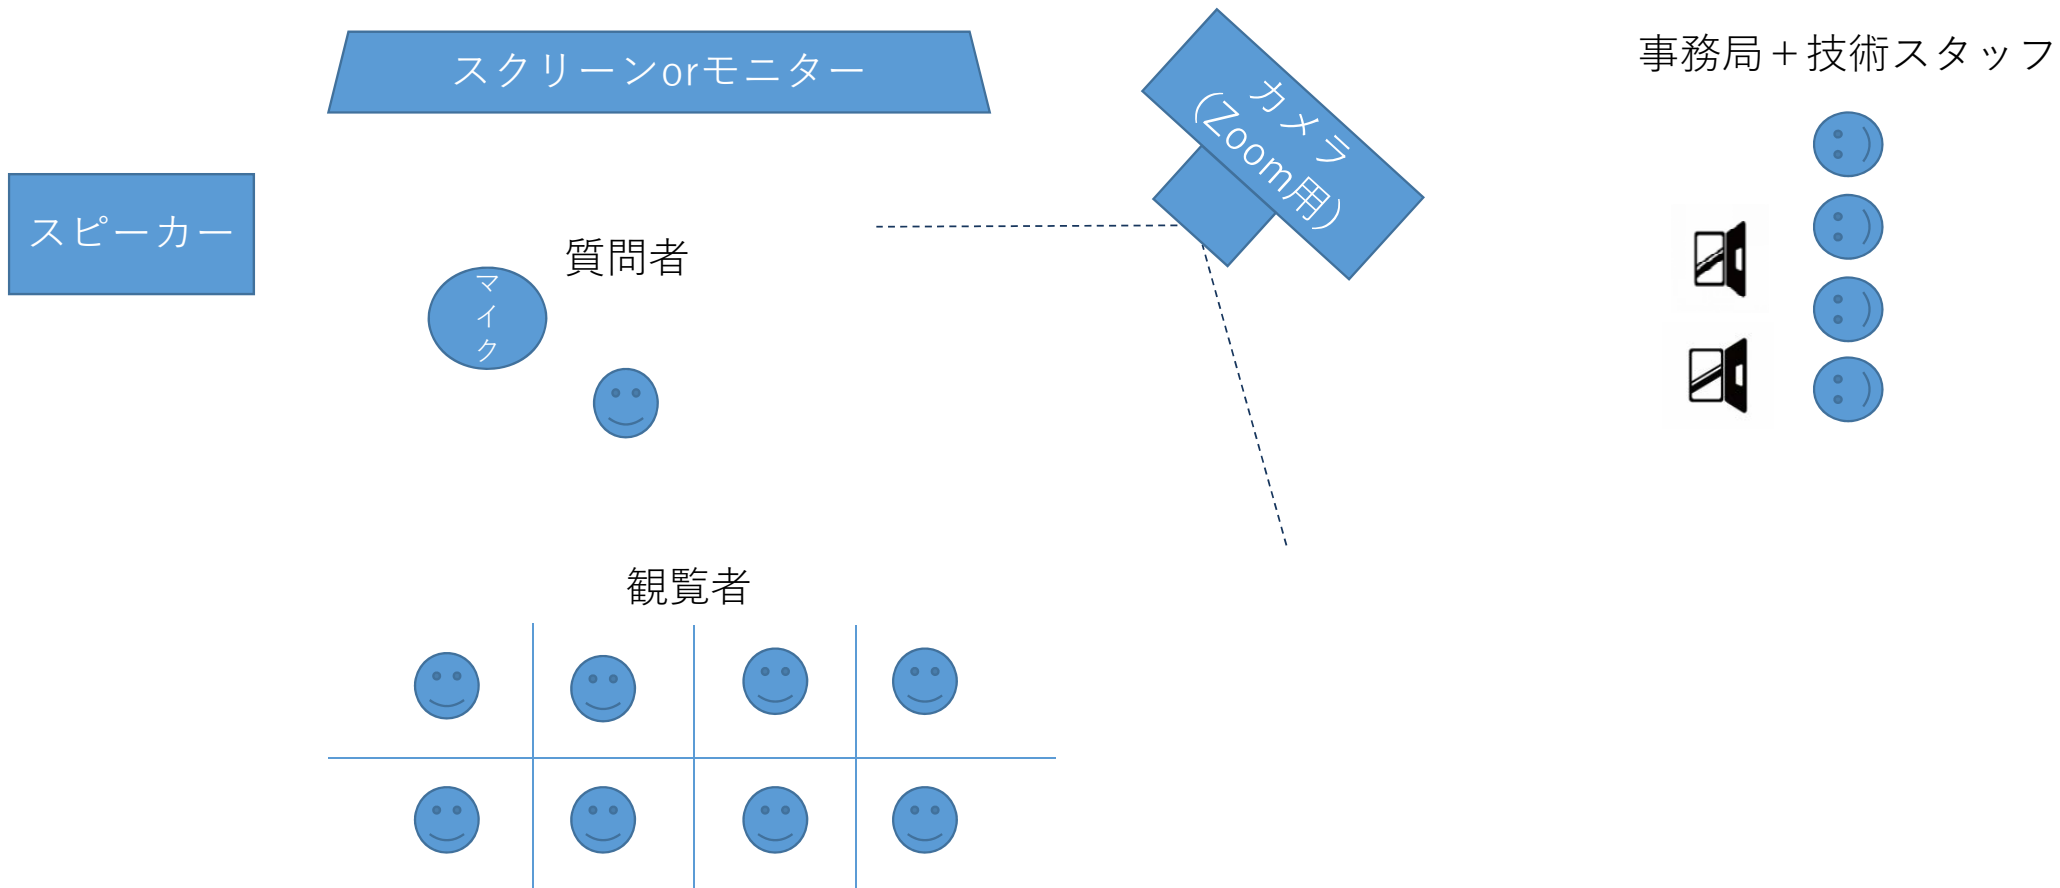 スクリーンorモニター
カメラ
（Zoom用）
事務局＋技術スタッフ
スピーカー
質問者
マイク
観覧者